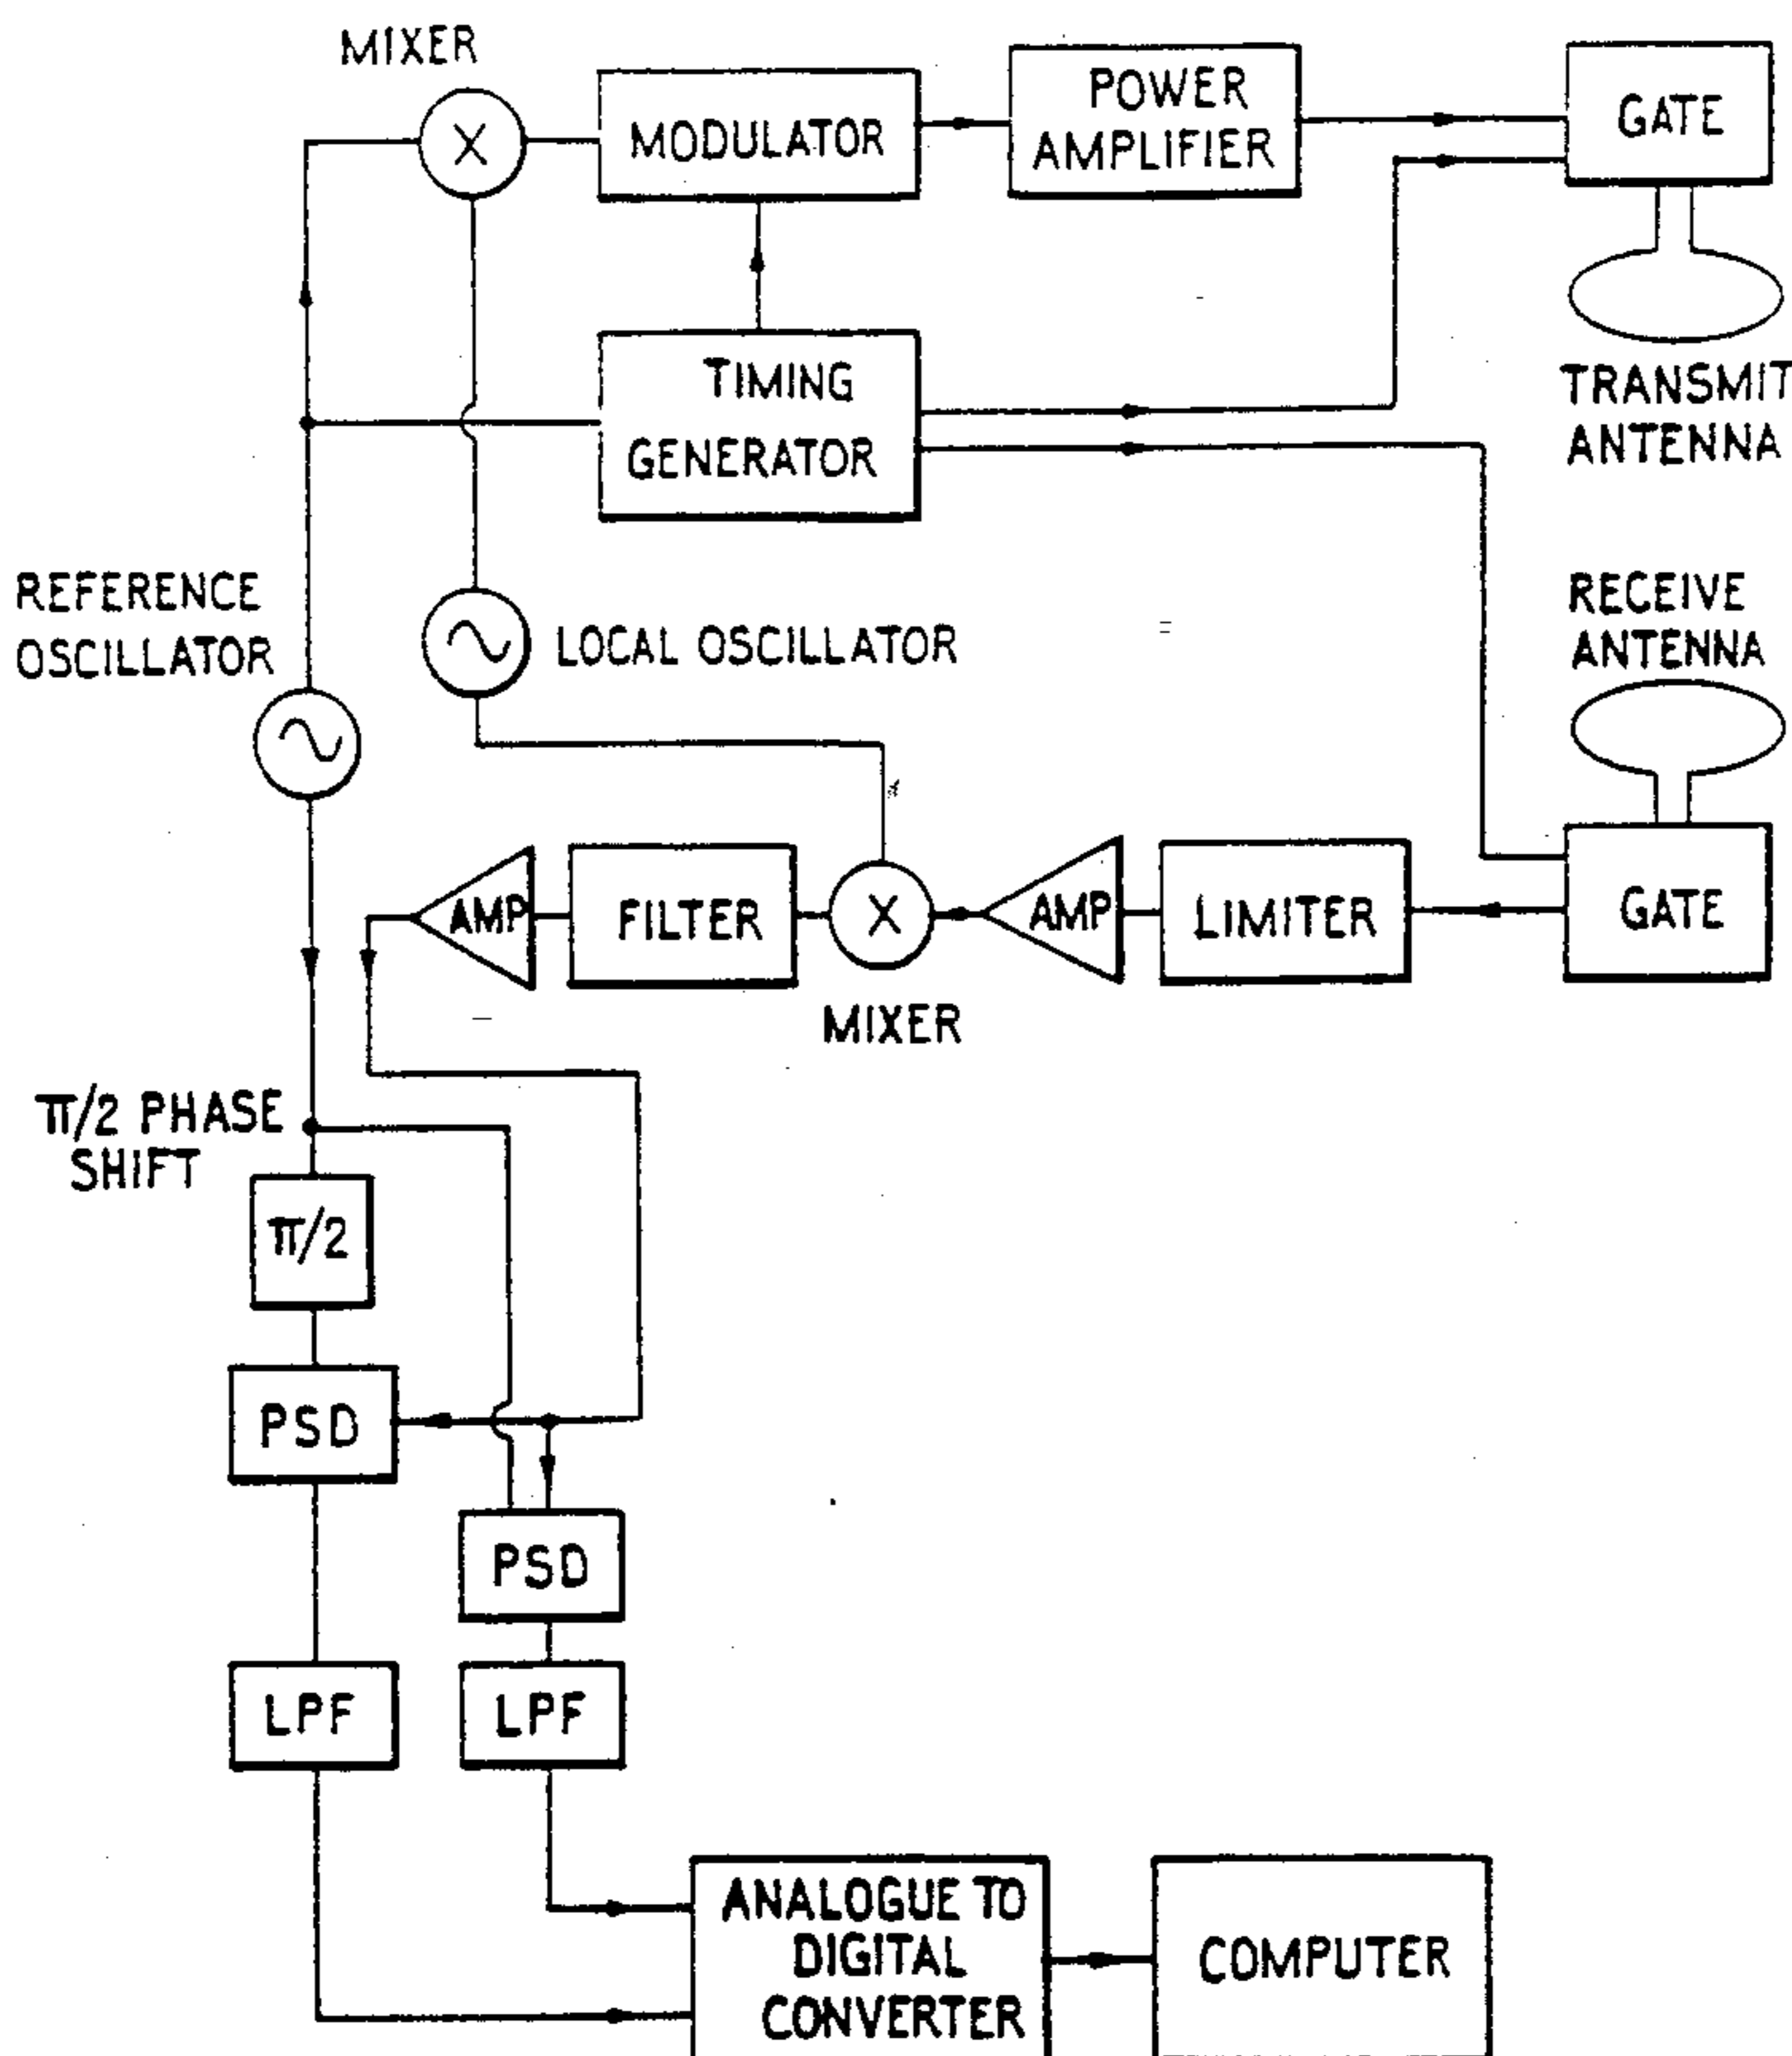 MIXER
X
MODULATOR
POWER
AMPLIFIER
GATE
TRANSMIT
ANTENNA
TIMING
GENERATOR
REFERENCE
OSCILLATOR
LOCAL OSCILLATOR
RECEIVE
ANTENNA
AMP
FILTER
X
AMP
LIMITER
GATE
MIXER
π/2 PHASE
SHIFT
π/2
PSD
PSD
LPF
LPF
ANALOGUE TO
DIGITAL
CONVERTER
COMPUTER